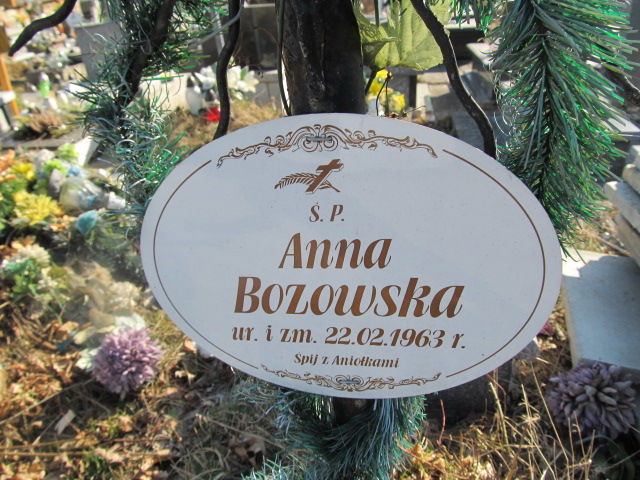 Ś. P.
Anna
Bozowska
ur. i zm. 22.02.1963 r.
Śpij z Aniołkami